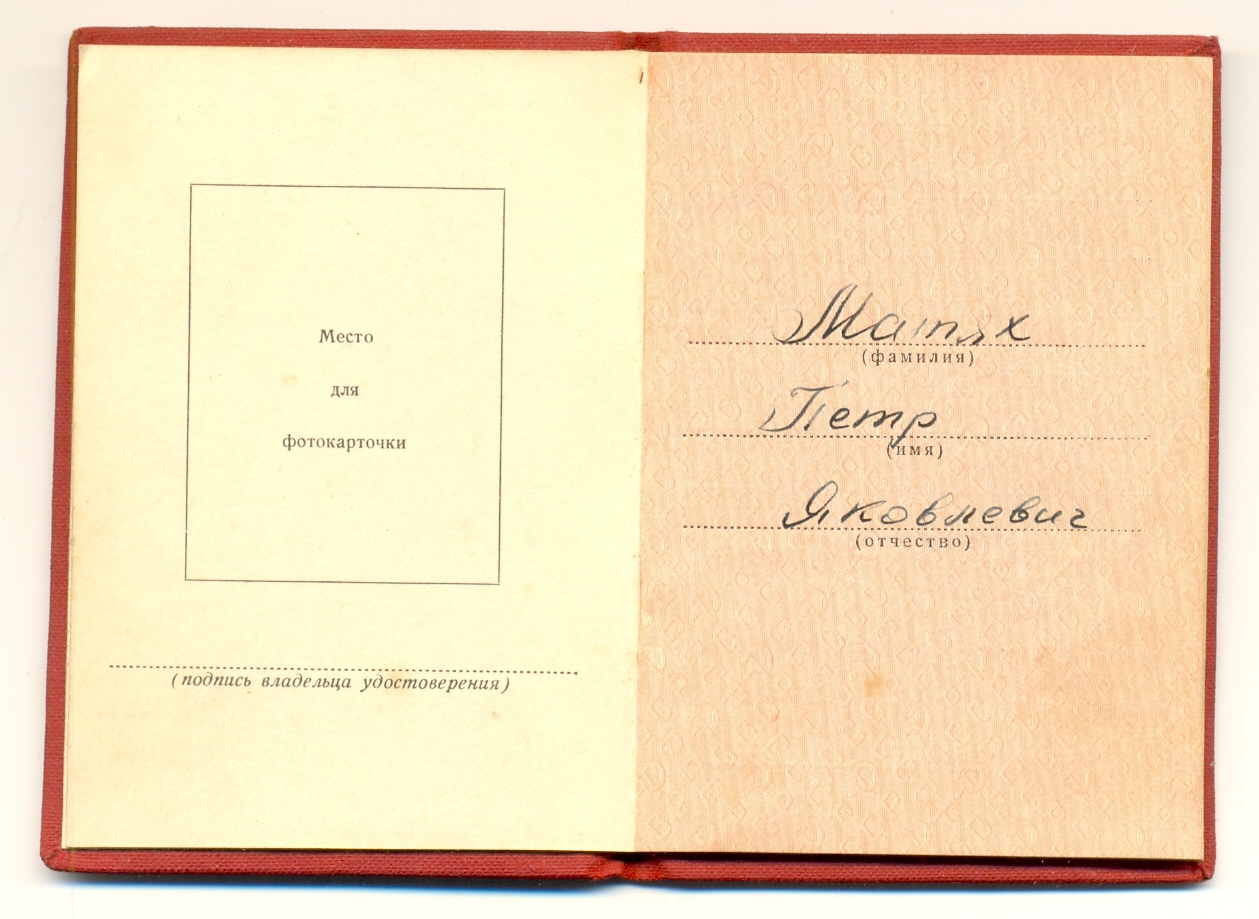 Место
для
фотокарточки
(подпись владельца удостоверения)
Матях
(фамилия)
Петр
(имя)
Яковлевич
(отчество)